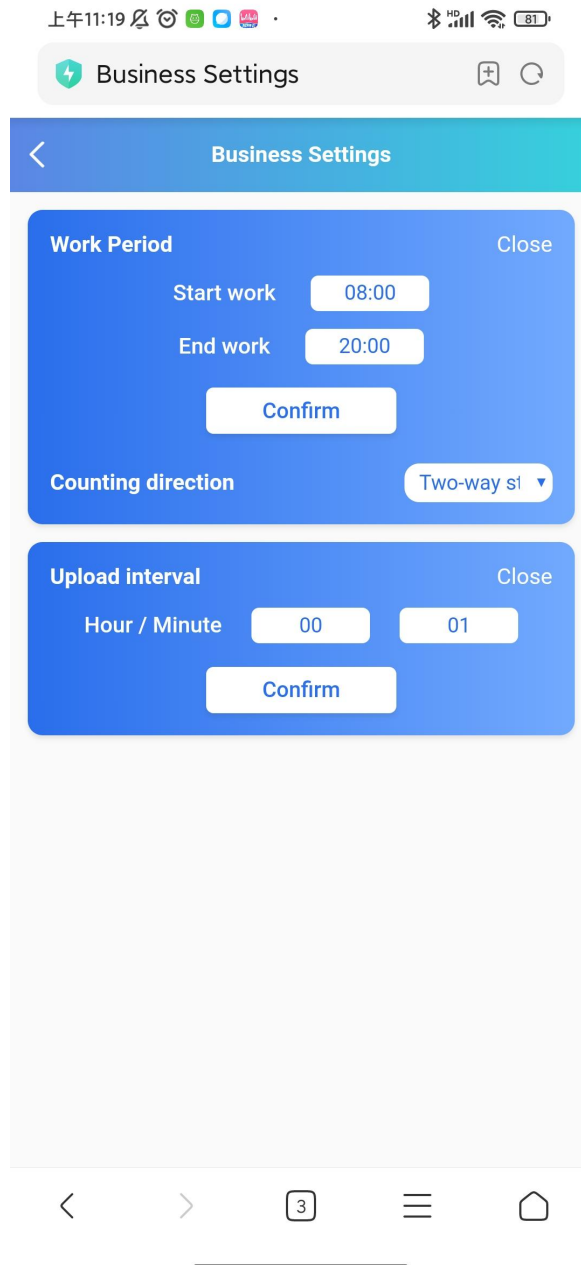 上午11:19
HD
81
Business Settings
Business Settings
Work Period Close
Start work 08:00
End work 20:00
Confirm
Counting direction Two-way st
Upload interval Close
Hour / Minute 00 01
Confirm
3